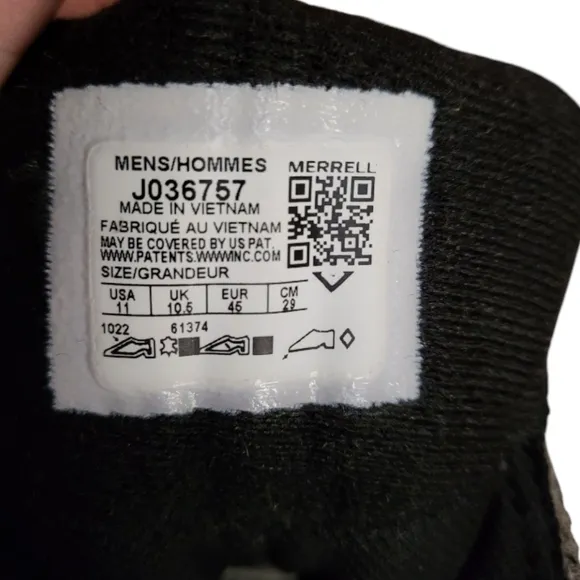 MENS/HOMMES
MERRELL
J036757
MADE IN VIETNAM
FABRIQUÉ AU VIETNAM
MAY BE COVERED BY US PAT.
WWW.PATENTS.WWWINC.COM
SIZE/GRANDEUR
USA UK EUR CM
11 10.5 45 29
1022 61374